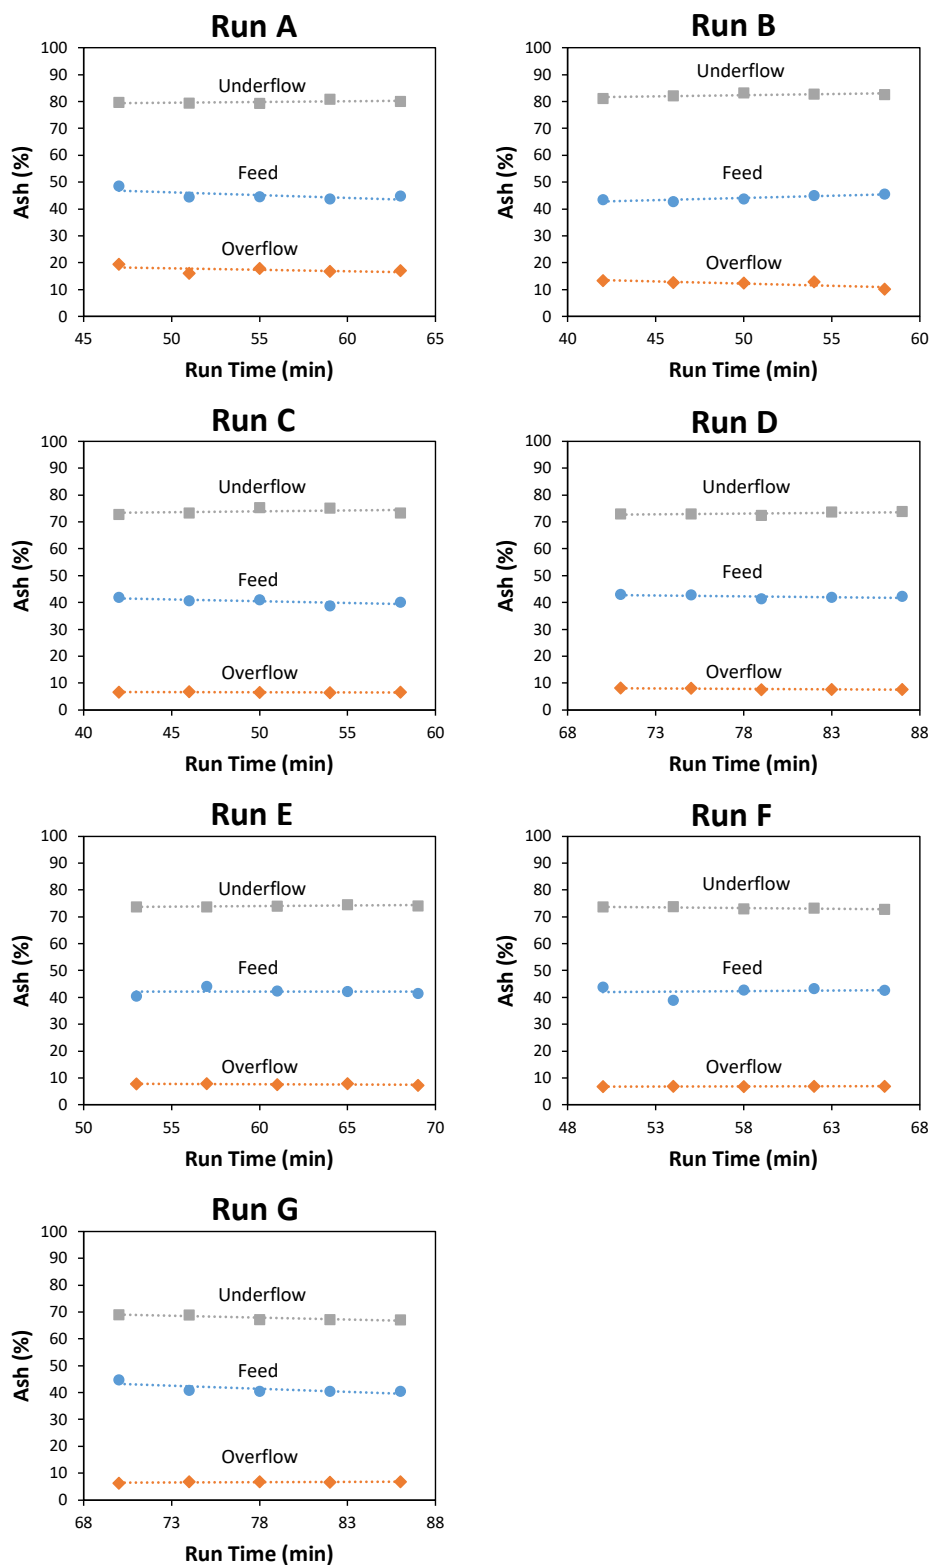 Run A
100
90
80
70
60
50
40
30
20
10
0
Ash (%)
Underflow
Feed
Overflow
45 50 55 60 65
Run Time (min)
Run B
100
90
80
70
60
50
40
30
20
10
0
Ash (%)
Underflow
Feed
Overflow
40 45 50 55 60
Run Time (min)
Run C
100
90
80
70
60
50
40
30
20
10
0
Ash (%)
Underflow
Feed
Overflow
40 45 50 55 60
Run Time (min)
Run D
100
90
80
70
60
50
40
30
20
10
0
Ash (%)
Underflow
Feed
Overflow
68 73 78 83 88
Run Time (min)
Run E
100
90
80
70
60
50
40
30
20
10
0
Ash (%)
Underflow
Feed
Overflow
50 55 60 65 70
Run Time (min)
Run F
100
90
80
70
60
50
40
30
20
10
0
Ash (%)
Underflow
Feed
Overflow
48 53 58 63 68
Run Time (min)
Run G
100
90
80
70
60
50
40
30
20
10
0
Ash (%)
Underflow
Feed
Overflow
68 73 78 83 88
Run Time (min)